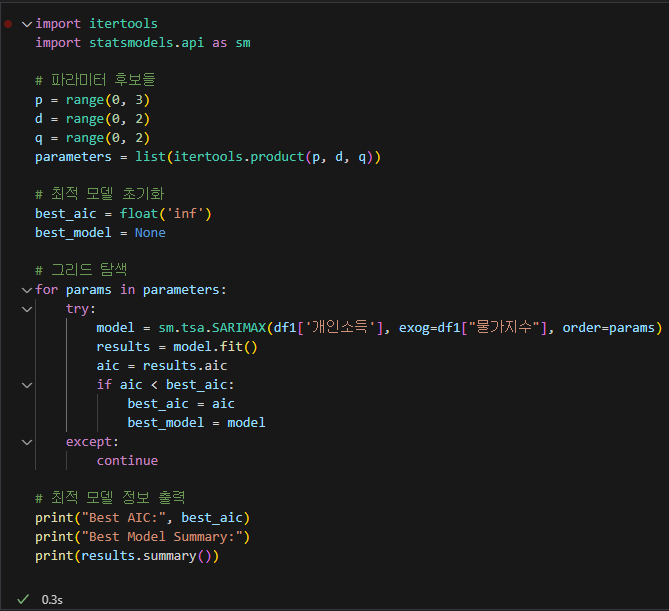 import itertools
import statsmodels.api as sm
# 파라미터 후보들
p = range(0, 3)
d = range(0, 2)
q = range(0, 2)
parameters = list(itertools.product(p, d, q))
# 최적 모델 초기화
best_aic = float('inf')
best_model = None
# 그리드 탐색
for params in parameters:
    try:
        model = sm.tsa.SARIMAX(df1['개인소득'], exog=df1["물가지수"], order=params)
        results = model.fit()
        aic = results.aic
        if aic < best_aic:
            best_aic = aic
            best_model = model
    except:
        continue
# 최적 모델 정보 출력
print("Best AIC:", best_aic)
print("Best Model Summary:")
print(results.summary())
0.3s